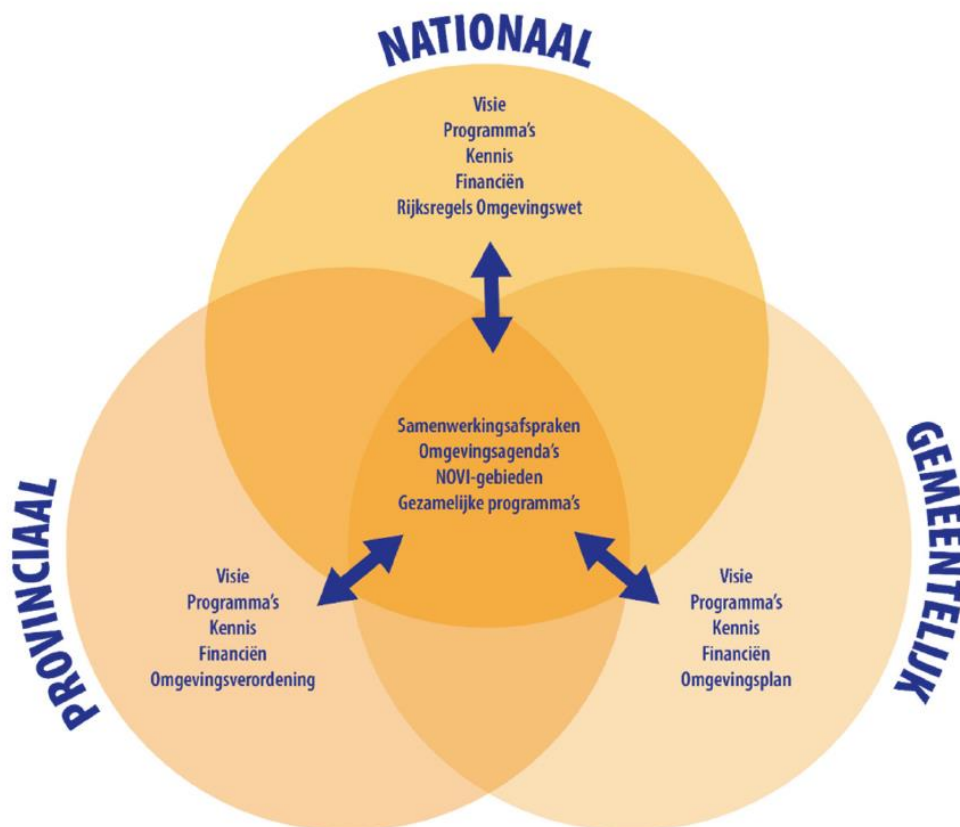 NATIONAAL
Visie
Programma's
Kennis
Financiën
Rijksregels Omgevingswet
Samenwerkingsafspraken
Omgevingsagenda's
NOVI-gebieden
Gezamelijke programma's
PROVINCIAAL
Visie
Programma's
Kennis
Financiën
Omgevingsverordening
GEMEENTELIJK
Visie
Programma's
Kennis
Financiën
Omgevingsplan